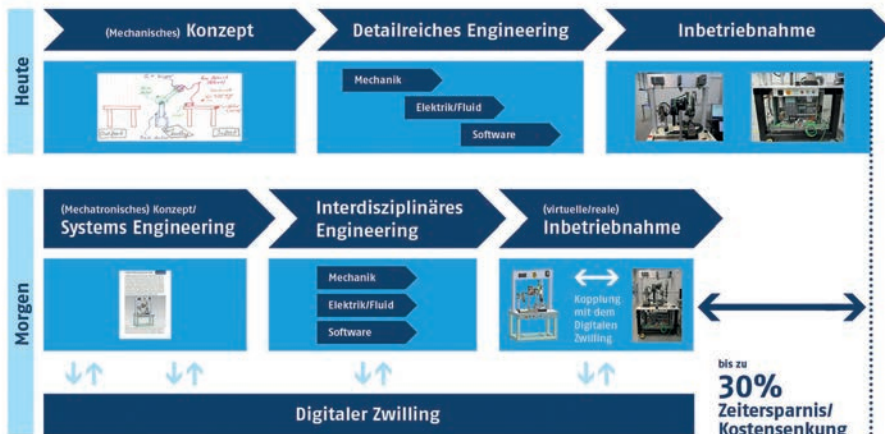 Heute
(Mechanisches) Konzept
Detailreiches Engineering
Inbetriebnahme
Mechanik
Elektrik/Fluid
Software
Morgen
(Mechatronisches) Konzept/
Systems Engineering
Interdisziplinäres
Engineering
(virtuelle/reale)
Inbetriebnahme
Mechanik
Elektrik/Fluid
Software
Kopplung
mit dem
Digitalen
Zwilling
bis zu
30%
Zeitersparnis/
Kostensenkung
Digitaler Zwilling